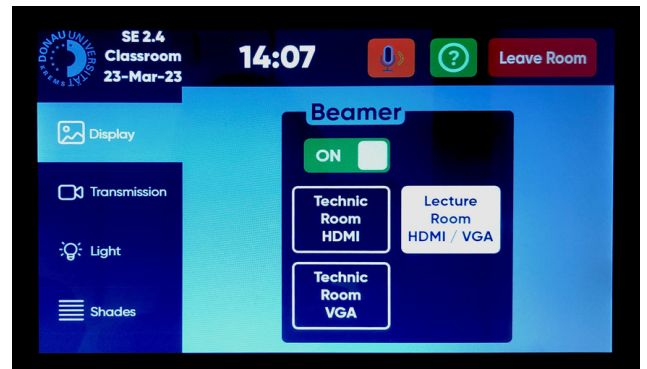 DONAU UNIVERSITÄT KREMS
SE 2.4
Classroom
23-Mar-23
14:07
?
Leave Room
Display
Transmission
Light
Shades
Beamer
ON
Technic
Room
HDMI
Lecture
Room
HDMI / VGA
Technic
Room
VGA